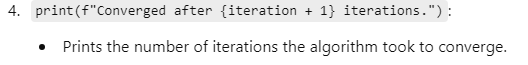 4. print(f"Converged after {iteration + 1} iterations."):
• Prints the number of iterations the algorithm took to converge.